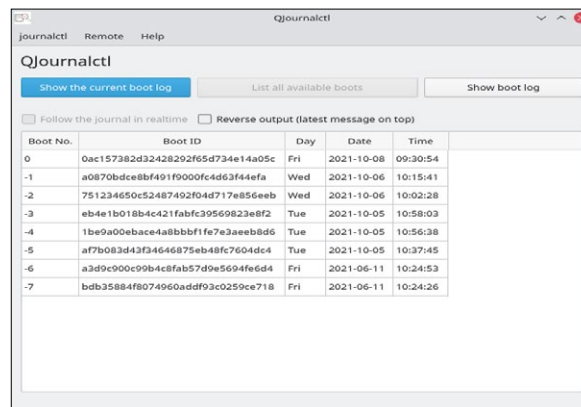 QJournalctl
journalctl Remote Help
QJournalctl
Show the current boot log List all available boots Show boot log
Follow the journal in realtime Reverse output (latest message on top)
Boot No. Boot ID Day Date Time
0 0ac157382d32428292f65d734e14a05c Fri 2021-10-08 09:30:54
-1 a0870bdce8bf491f9000fc4d63f44efa Wed 2021-10-06 10:15:41
-2 751234650c52487492f04d717e856eeb Wed 2021-10-06 10:02:28
-3 eb4e1b018b4c421fabfc39569823e8f2 Tue 2021-10-05 10:58:03
-4 1be9a00ebace4a8bbbf1fe7e3aeeb8d6 Tue 2021-10-05 10:56:38
-5 af7b083d43f34646875eb48fc7604dc4 Tue 2021-10-05 10:37:45
-6 a3d9c900c99b4c8fab57d9e5694fe6d4 Fri 2021-06-11 10:24:53
-7 bdb35884f8074960addf93c0259ce718 Fri 2021-06-11 10:24:26